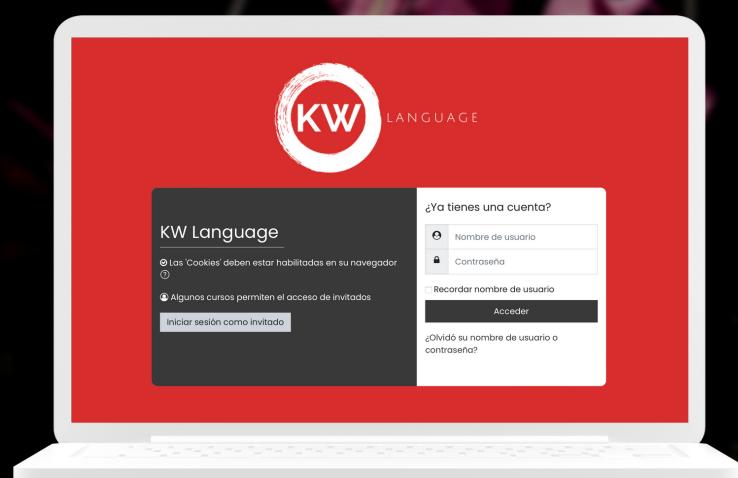 KW LANGUAGE
KW Language
Las 'Cookies' deben estar habilitadas en su navegador
Algunos cursos permiten el acceso de invitados
Iniciar sesión como invitado
¿Ya tienes una cuenta?
Nombre de usuario
Contraseña
Recordar nombre de usuario
Acceder
¿Olvidó su nombre de usuario o
contraseña?